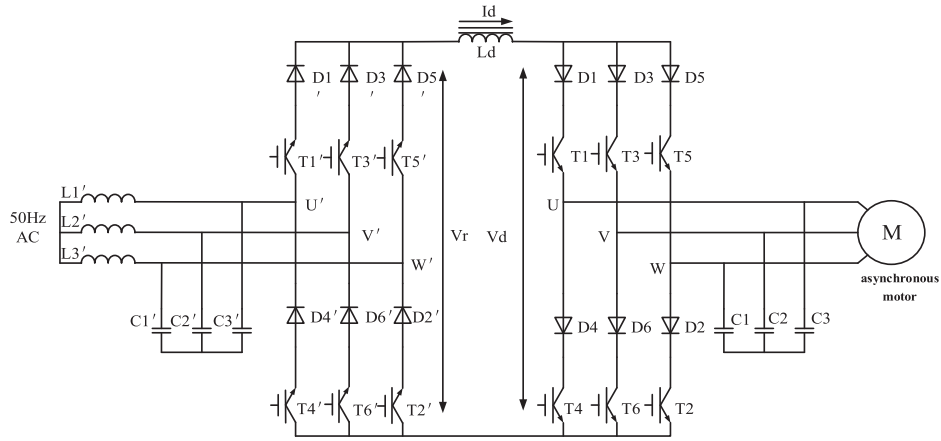 Id
Ld
D1
′
D3
′
D5
′
D1
D3
D5
T1′
T3′
T5′
T1
T3
T5
L1′
L2′
L3′
50Hz
AC
U′
V′
W′
Vr
Vd
U
V
W
M
asynchronous
motor
C1′
C2′
C3′
D4′
D6′
D2′
D4
D6
D2
C1
C2
C3
T4′
T6′
T2′
T4
T6
T2